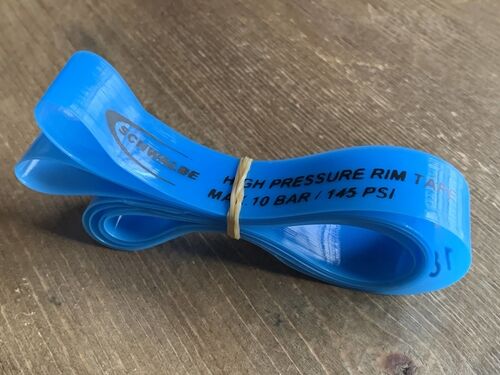 SCHWALBE
HIGH PRESSURE RIM TAPE
MAX 10 BAR / 145 PSI